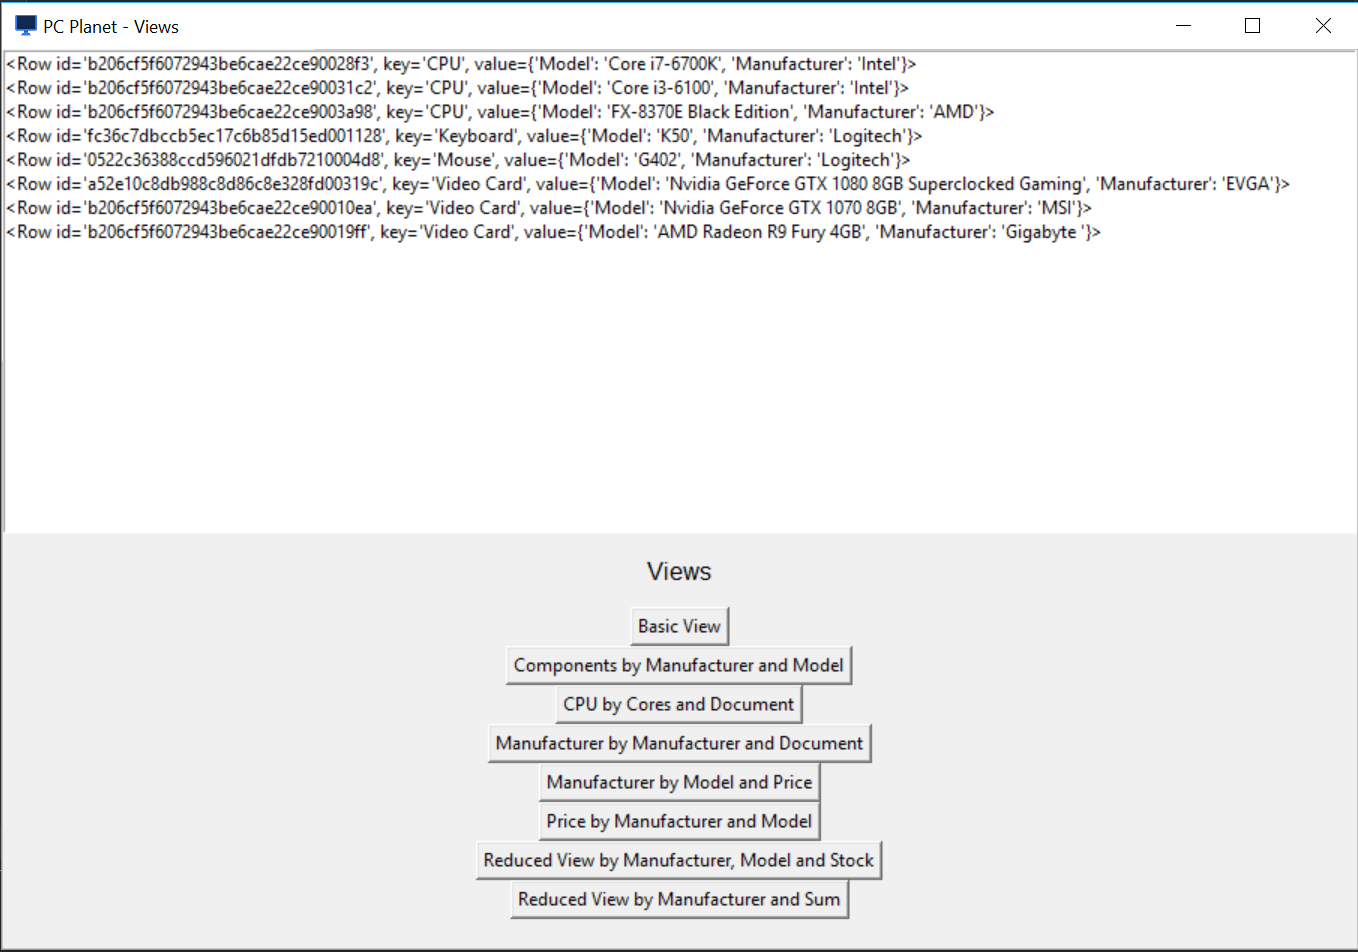 PC Planet - Views
<Row id='b206cf5f6072943be6cae22ce90028f3', key='CPU', value={'Model': 'Core i7-6700K', 'Manufacturer': 'Intel'}>
<Row id='b206cf5f6072943be6cae22ce90031c2', key='CPU', value={'Model': 'Core i3-6100', 'Manufacturer': 'Intel'}>
<Row id='b206cf5f6072943be6cae22ce9003a98', key='CPU', value={'Model': 'FX-8370E Black Edition', 'Manufacturer': 'AMD'}>
<Row id='fc36c7dbccb5ec17c6b85d15ed001128', key='Keyboard', value={'Model': 'K50', 'Manufacturer': 'Logitech'}>
<Row id='0522c36388ccd596021dfdb7210004d8', key='Mouse', value={'Model': 'G402', 'Manufacturer': 'Logitech'}>
<Row id='a52e10c8db988c8d86c8e328fd00319c', key='Video Card', value={'Model': 'Nvidia GeForce GTX 1080 8GB Superclocked Gaming', 'Manufacturer': 'EVGA'}>
<Row id='b206cf5f6072943be6cae22ce90010ea', key='Video Card', value={'Model': 'Nvidia GeForce GTX 1070 8GB', 'Manufacturer': 'MSI'}>
<Row id='b206cf5f6072943be6cae22ce90019ff', key='Video Card', value={'Model': 'AMD Radeon R9 Fury 4GB', 'Manufacturer': 'Gigabyte '}>
Views
Basic View
Components by Manufacturer and Model
CPU by Cores and Document
Manufacturer by Manufacturer and Document
Manufacturer by Model and Price
Price by Manufacturer and Model
Reduced View by Manufacturer, Model and Stock
Reduced View by Manufacturer and Sum